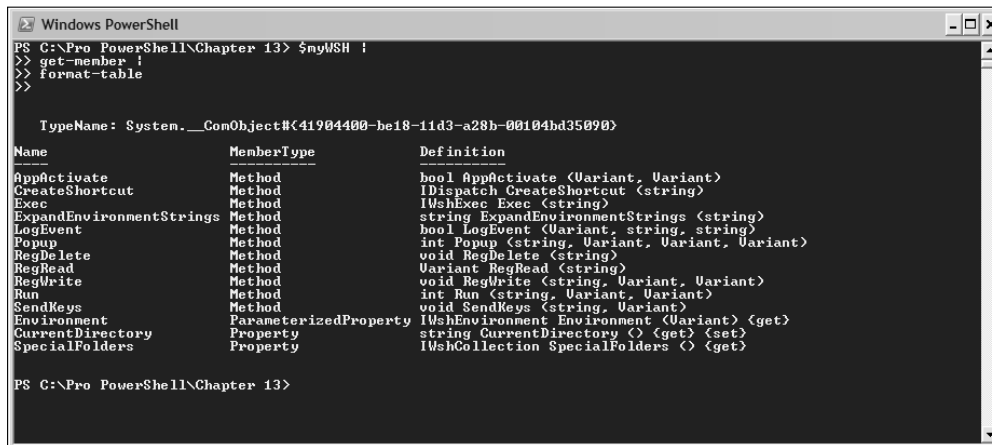 Windows PowerShell
PS C:\Pro PowerShell\Chapter 13> $myWSH |
>> get-member |
>> format-table
>>
TypeName: System.__ComObject#{41904400-be18-11d3-a28b-00104bd35090}
Name MemberType Definition
---- ---------- ----------
AppActivate Method bool AppActivate (Variant, Variant)
CreateShortcut Method IDispatch CreateShortcut (string)
Exec Method IWshExec Exec (string)
ExpandEnvironmentStrings Method string ExpandEnvironmentStrings (string)
LogEvent Method bool LogEvent (Variant, string, string)
Popup Method int Popup (string, Variant, Variant, Variant)
RegDelete Method void RegDelete (string)
RegRead Method Variant RegRead (string)
RegWrite Method void RegWrite (string, Variant, Variant)
Run Method int Run (string, Variant, Variant)
SendKeys Method void SendKeys (string, Variant)
Environment ParameterizedProperty IWshEnvironment Environment (Variant) {get}
CurrentDirectory Property string CurrentDirectory () {get} {set}
SpecialFolders Property IWshCollection SpecialFolders () {get}
PS C:\Pro PowerShell\Chapter 13>